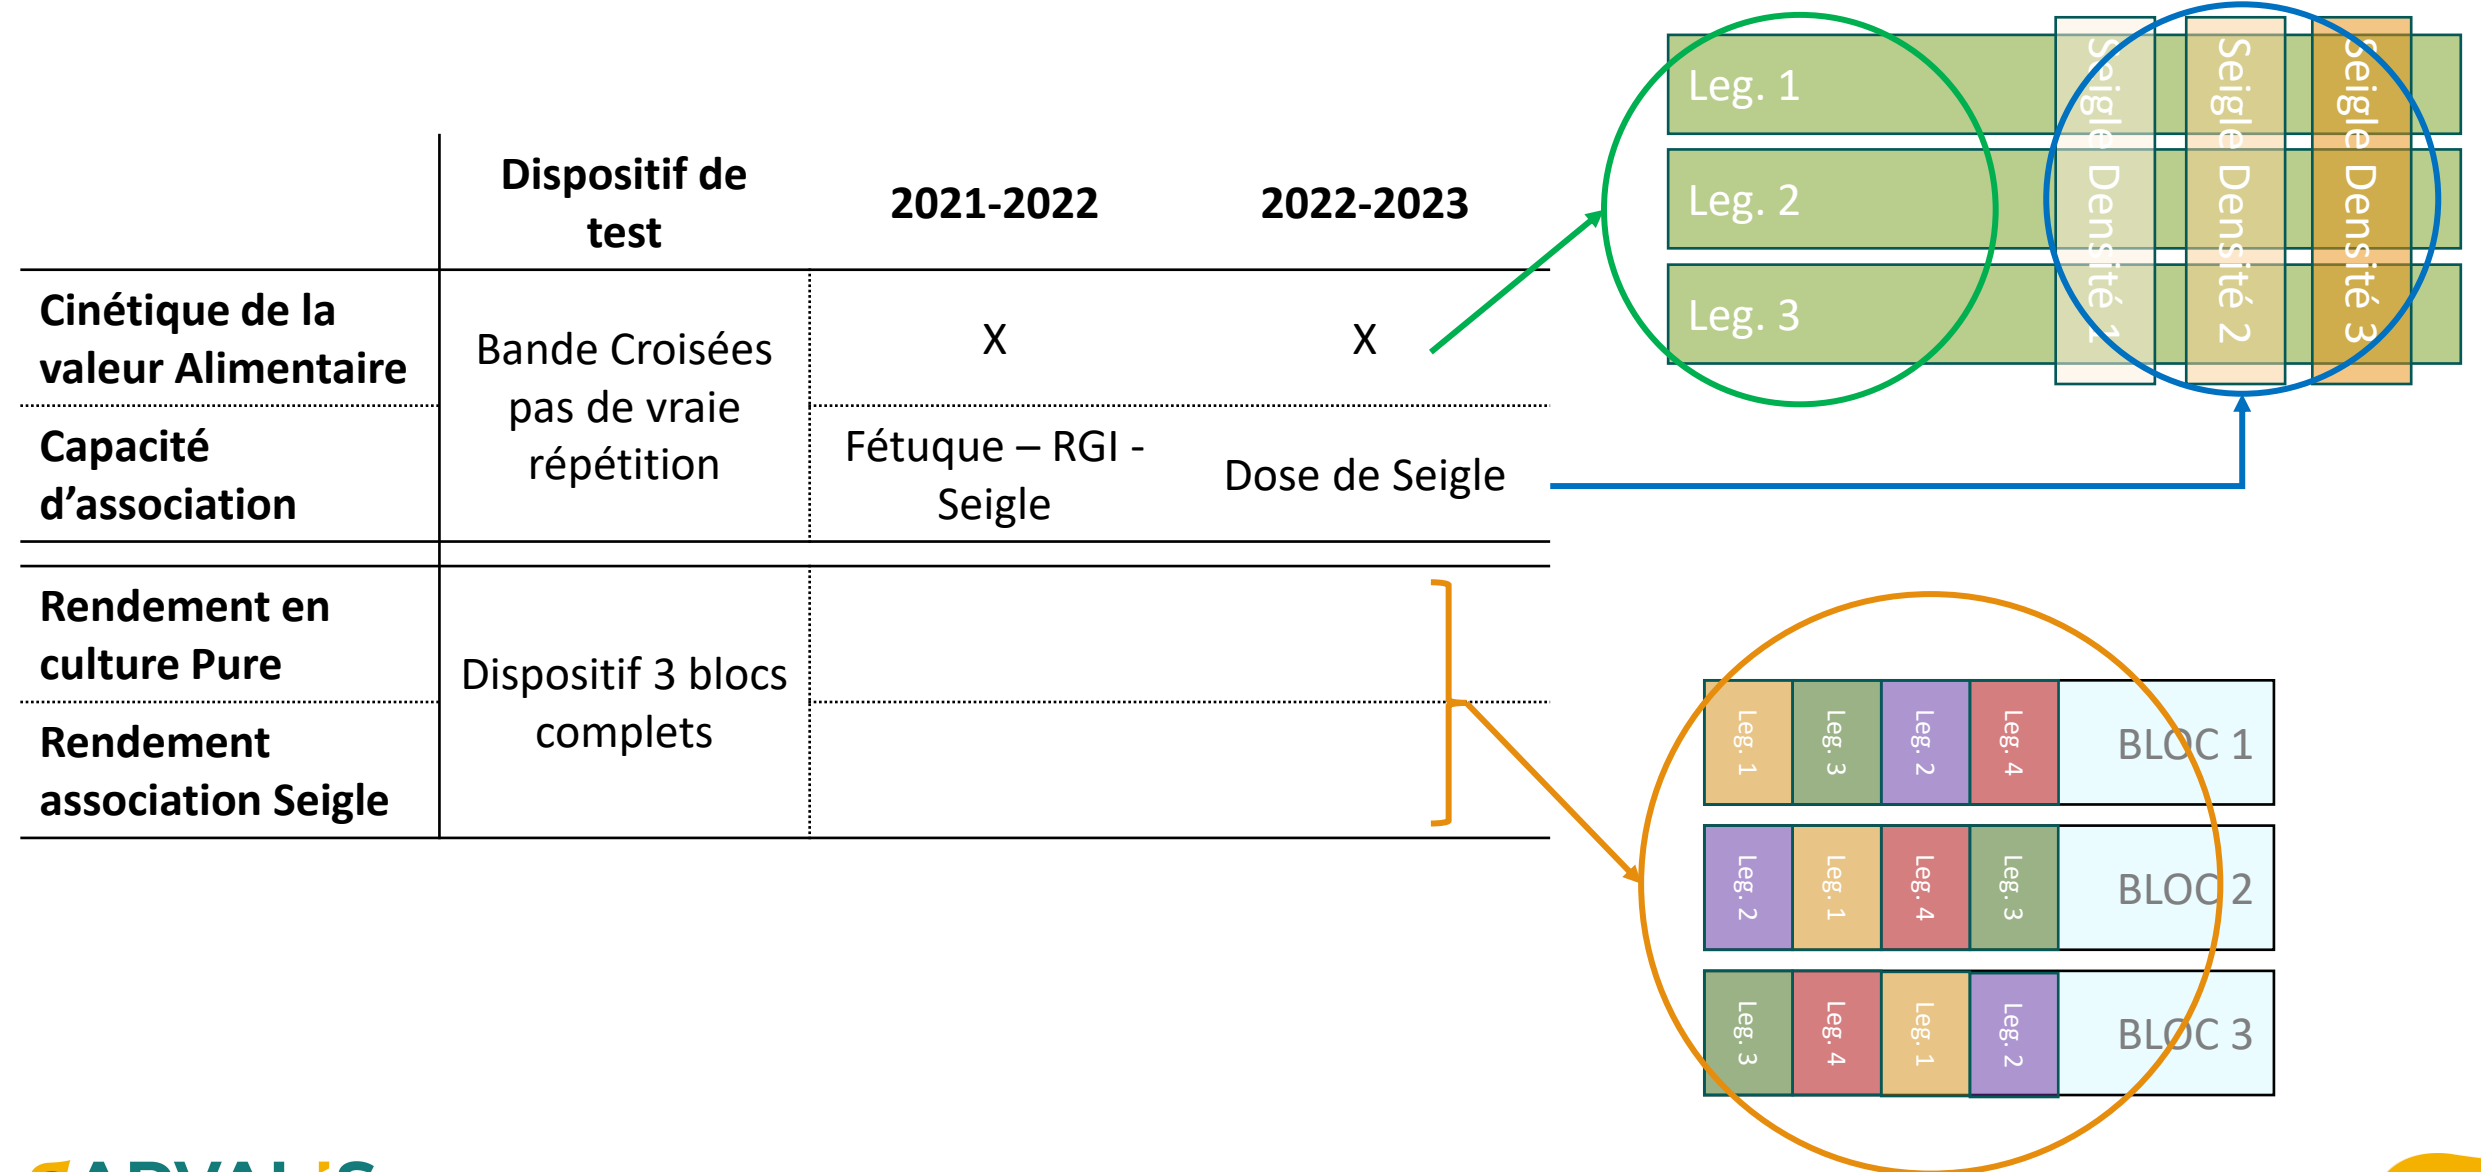 Dispositif de
test
2021-2022
2022-2023
Cinétique de la
valeur Alimentaire
Bande Croisées
pas de vraie
répétition
X
X
Capacité
d’association
Fétuque – RGI -
Seigle
Dose de Seigle
Rendement en
culture Pure
Dispositif 3 blocs
complets
Rendement
association Seigle
Leg. 1
Leg. 2
Leg. 3
Seigle Densité 1
Seigle Densité 2
Seigle Densité 3
Leg. 1
Leg. 3
Leg. 2
Leg. 4
BLOC 1
Leg. 2
Leg. 1
Leg. 4
Leg. 3
BLOC 2
Leg. 3
Leg. 4
Leg. 1
Leg. 2
BLOC 3
ARVALIS